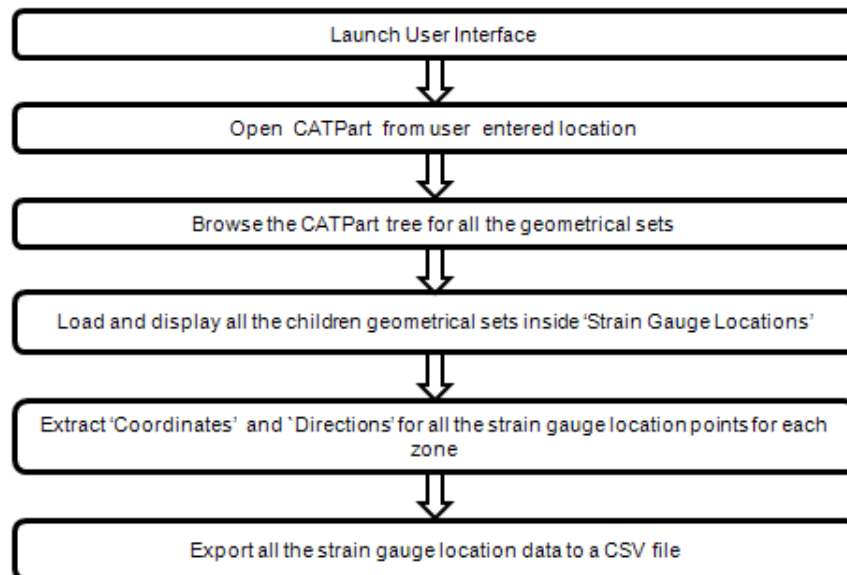 Launch User Interface
Open CATPart from user entered location
Browse the CATPart tree for all the geometrical sets
Load and display all the children geometrical sets inside ‘Strain Gauge Locations’
Extract ‘Coordinates’ and `Directions’ for all the strain gauge location points for each
zone
Export all the strain gauge location data to a CSV file